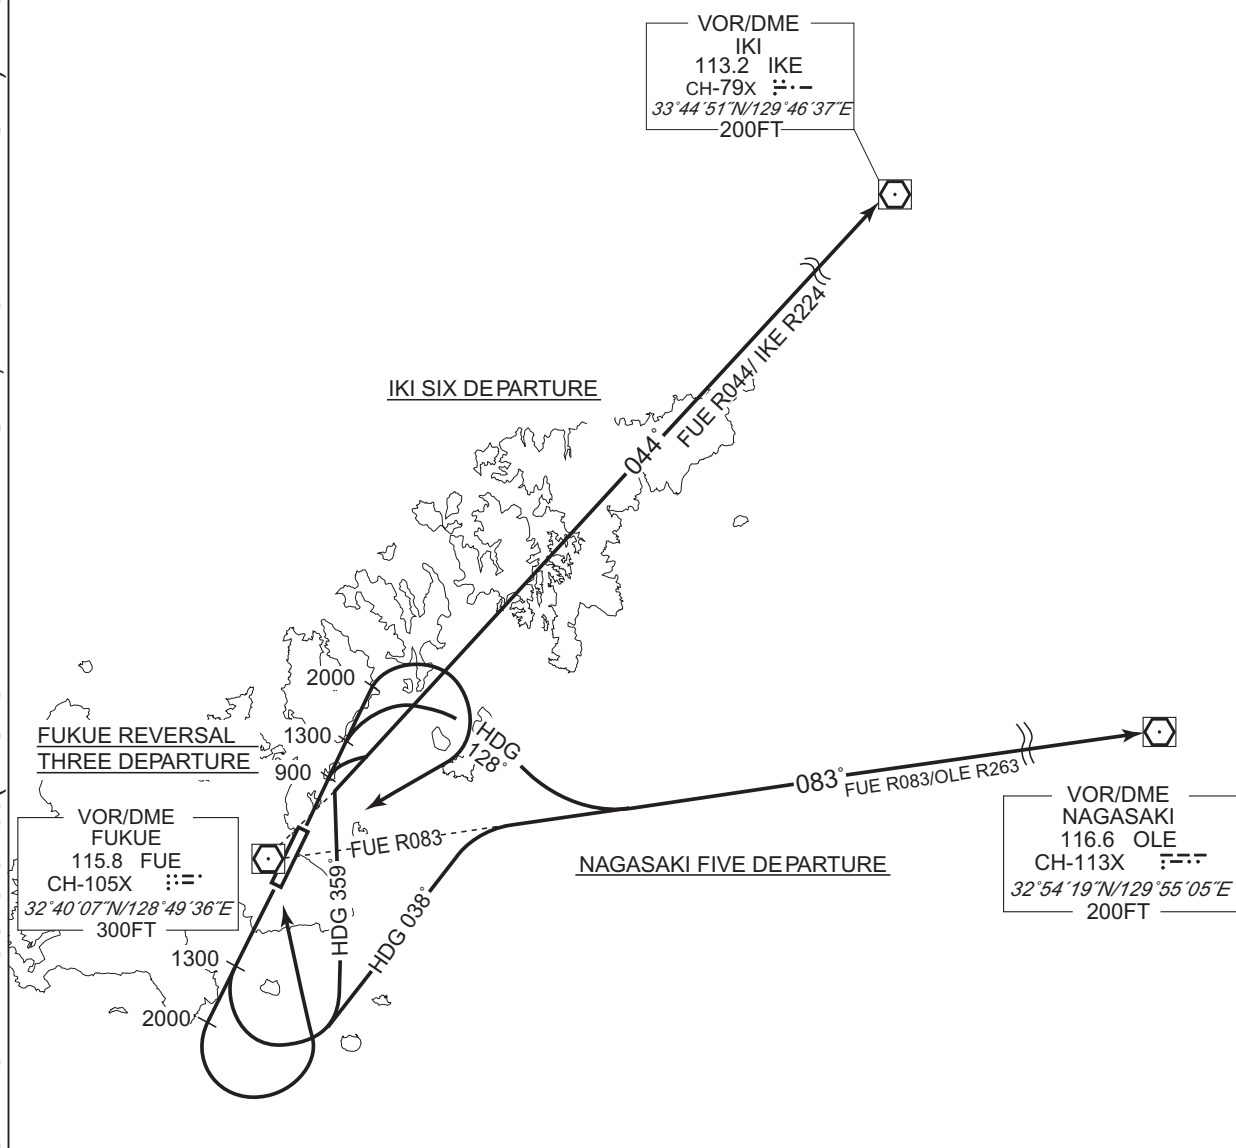 VOR/DME
IKI
113.2 IKE
CH-79X
33°44′51″N/129°46′37″E
200FT
FUE R044/ IKE R224
IKI SIX DEPARTURE
044°
2000
HDG
128°
FUKUE REVERSAL
THREE DEPARTURE
1300
900
083°
FUE R083/OLE R263
VOR/DME
NAGASAKI
116.6 OLE
CH-113X
32°54′19″N/129°55′05″E
200FT
VOR/DME
FUKUE
115.8 FUE
CH-105X
32°40′07″N/128°49′36″E
300FT
FUE R083
NAGASAKI FIVE DEPARTURE
HDG 359°
HDG 038°
1300
2000